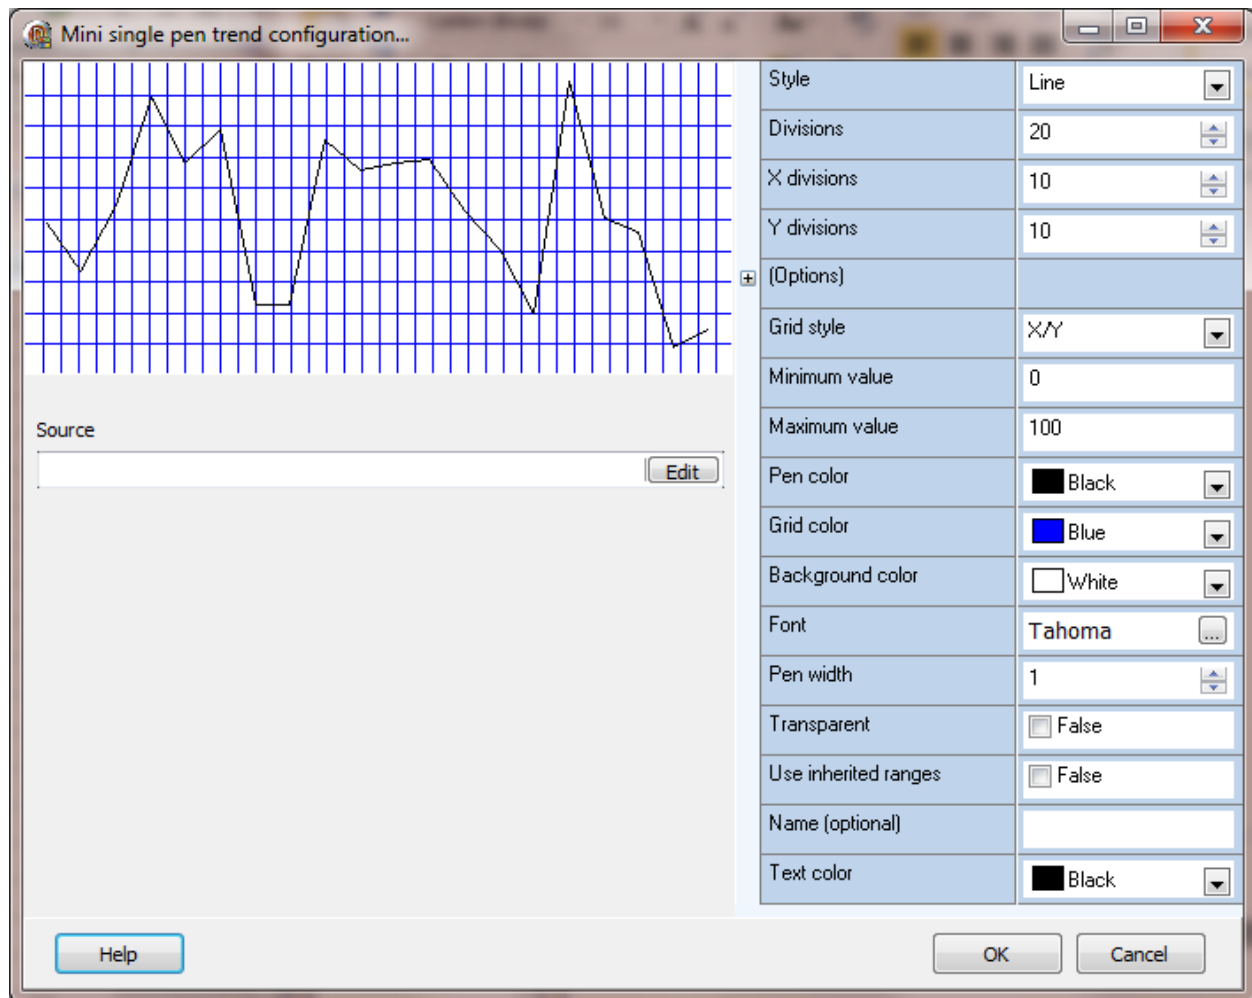 Mini single pen trend configuration...
Style Line
Divisions 20
X divisions 10
Y divisions 10
(Options)
Grid style X/Y
Minimum value 0
Maximum value 100
Source
Edit
Pen color Black
Grid color Blue
Background color White
Font Tahoma ...
Pen width 1
Transparent False
Use inherited ranges False
Name (optional)
Text color Black
Help OK Cancel